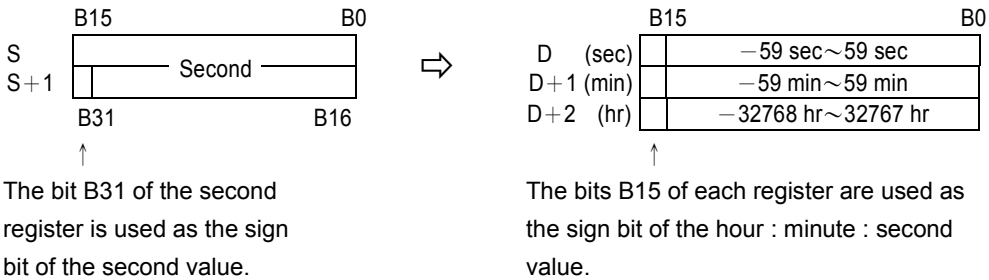 B15 B0
S
S+1
Second
B31 B16
↑
The bit B31 of the second
register is used as the sign
bit of the second value.
⇨
B15 B0
D (sec) −59 sec～59 sec
D+1 (min) −59 min～59 min
D+2 (hr) −32768 hr～32767 hr
↑
The bits B15 of each register are used as
the sign bit of the hour : minute : second
value.